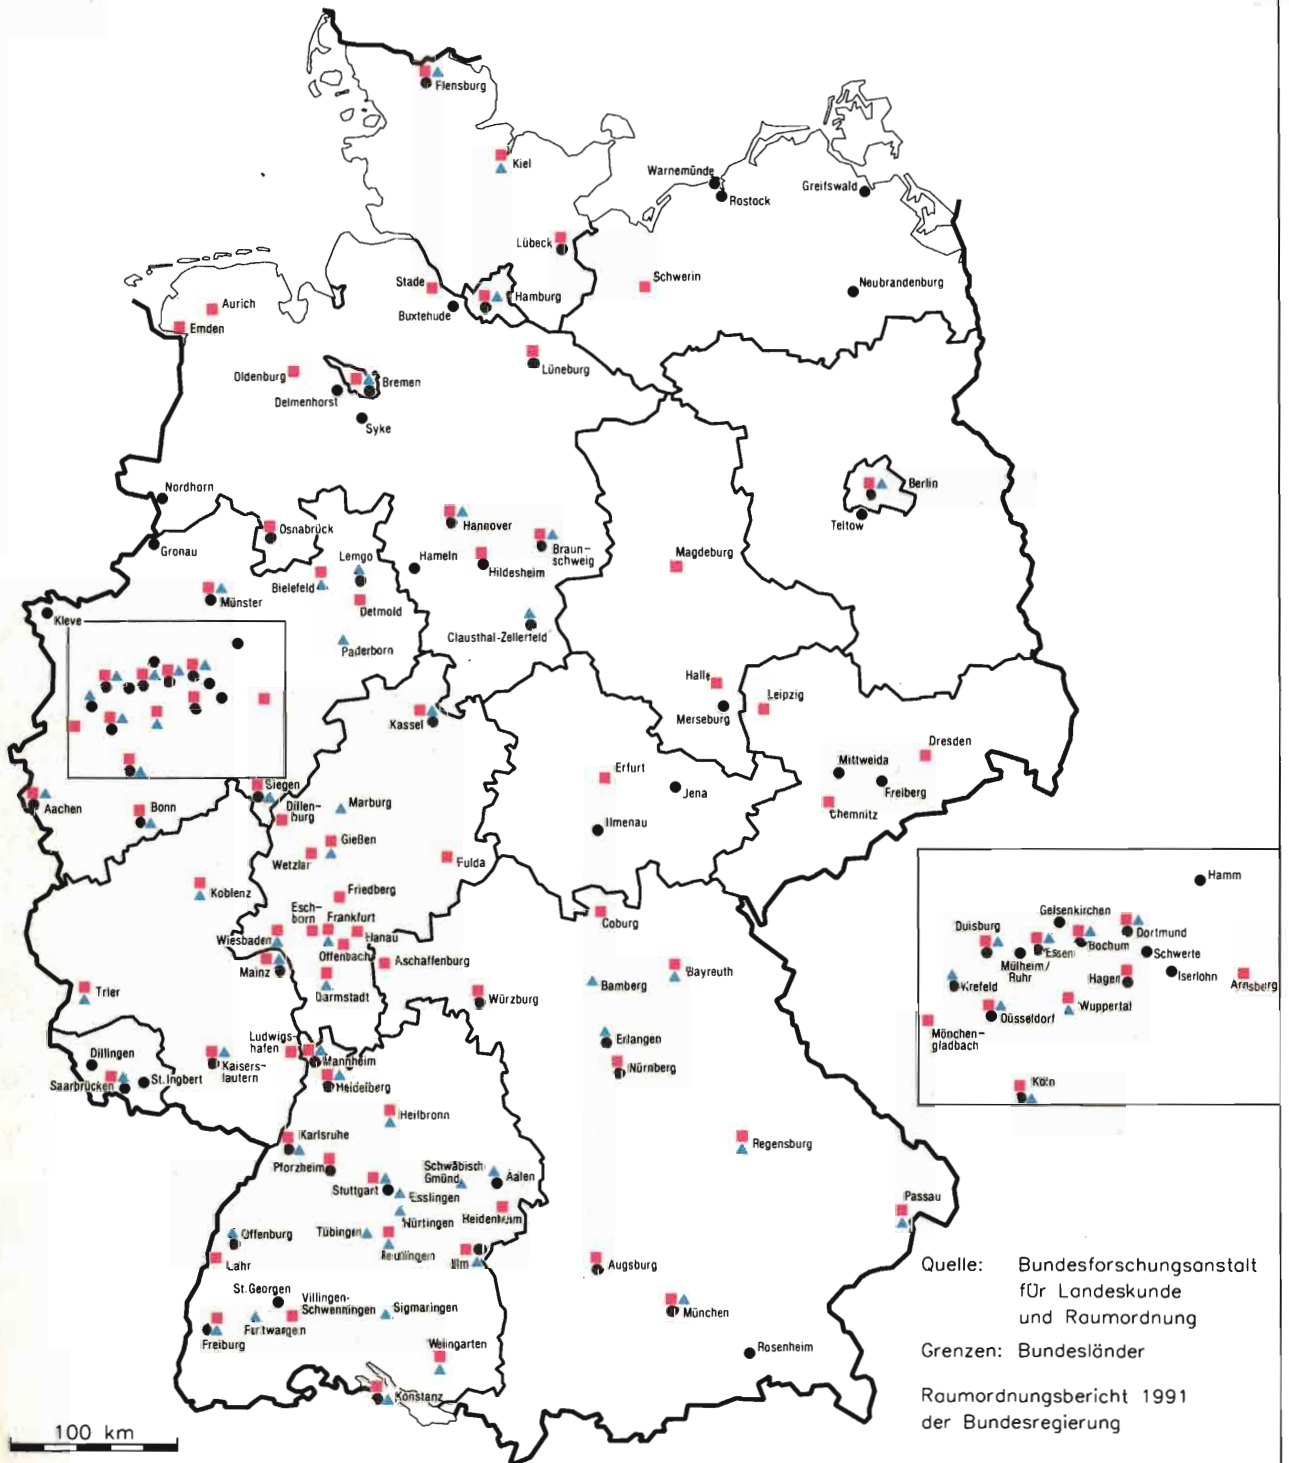 Flensburg
Kiel
Warnemünde
Rostock
Greifswald
Lübeck
Schwerin
Stade
Hamburg
Buxtehude
Neubrandenburg
Aurich
Emden
Lüneburg
Oldenburg
Bremen
Delmenhorst
Syke
Nordhorn
Berlin
Teltow
Osnabrück
Hannover
Gronau
Braun-
schweig
Lemgo
Hameln
Hildesheim
Magdeburg
Bielefeld
Münster
Detmold
Kleve
Clausthal-Zellerfeld
Paderborn
Halle
Leipzig
Merseburg
Kassel
Dresden
Mittweida
Erfurt
Freiberg
Jena
Chemnitz
Siegen
Aachen
Bonn
Dillen-
burg
Marburg
Ilmenau
Gießen
Wetzlar
Fulda
Koblenz
Friedberg
Esch-
born
Frankfurt
Coburg
Hanau
Wiesbaden
Offenbach
Mainz
Aschaffenburg
Bayreuth
Bamberg
Trier
Darmstadt
Würzburg
Ludwigs-
hafen
Erlangen
Dillingen
Mannheim
Kaisers-
lautern
Nürnberg
Saarbrücken
St.Ingbert
Heidelberg
Heilbronn
Karlsruhe
Regensburg
Pforzheim
Schwäbisch
Gmünd
Aalen
Stuttgart
Esslingen
Passau
Nürtingen
Heidenheim
Offenburg
Tübingen
Reutlingen
Lahr
Ulm
Augsburg
St.Georgen
Villingen-
Schwenningen
Sigmaringen
München
Furtwangen
Freiburg
Weingarten
Rosenheim
Konstanz
100 km
Hamm
Gelsenkirchen
Duisburg
Dortmund
Essen
Bochum
Mülheim/
Ruhr
Schwerte
Iserlohn
Hagen
Arnsberg
Krefeld
Wuppertal
Düsseldorf
Mönchen-
gladbach
Köln
Quelle: Bundesforschungsanstalt
für Landeskunde
und Raumordnung
Grenzen: Bundesländer
Raumordnungsbericht 1991
der Bundesregierung